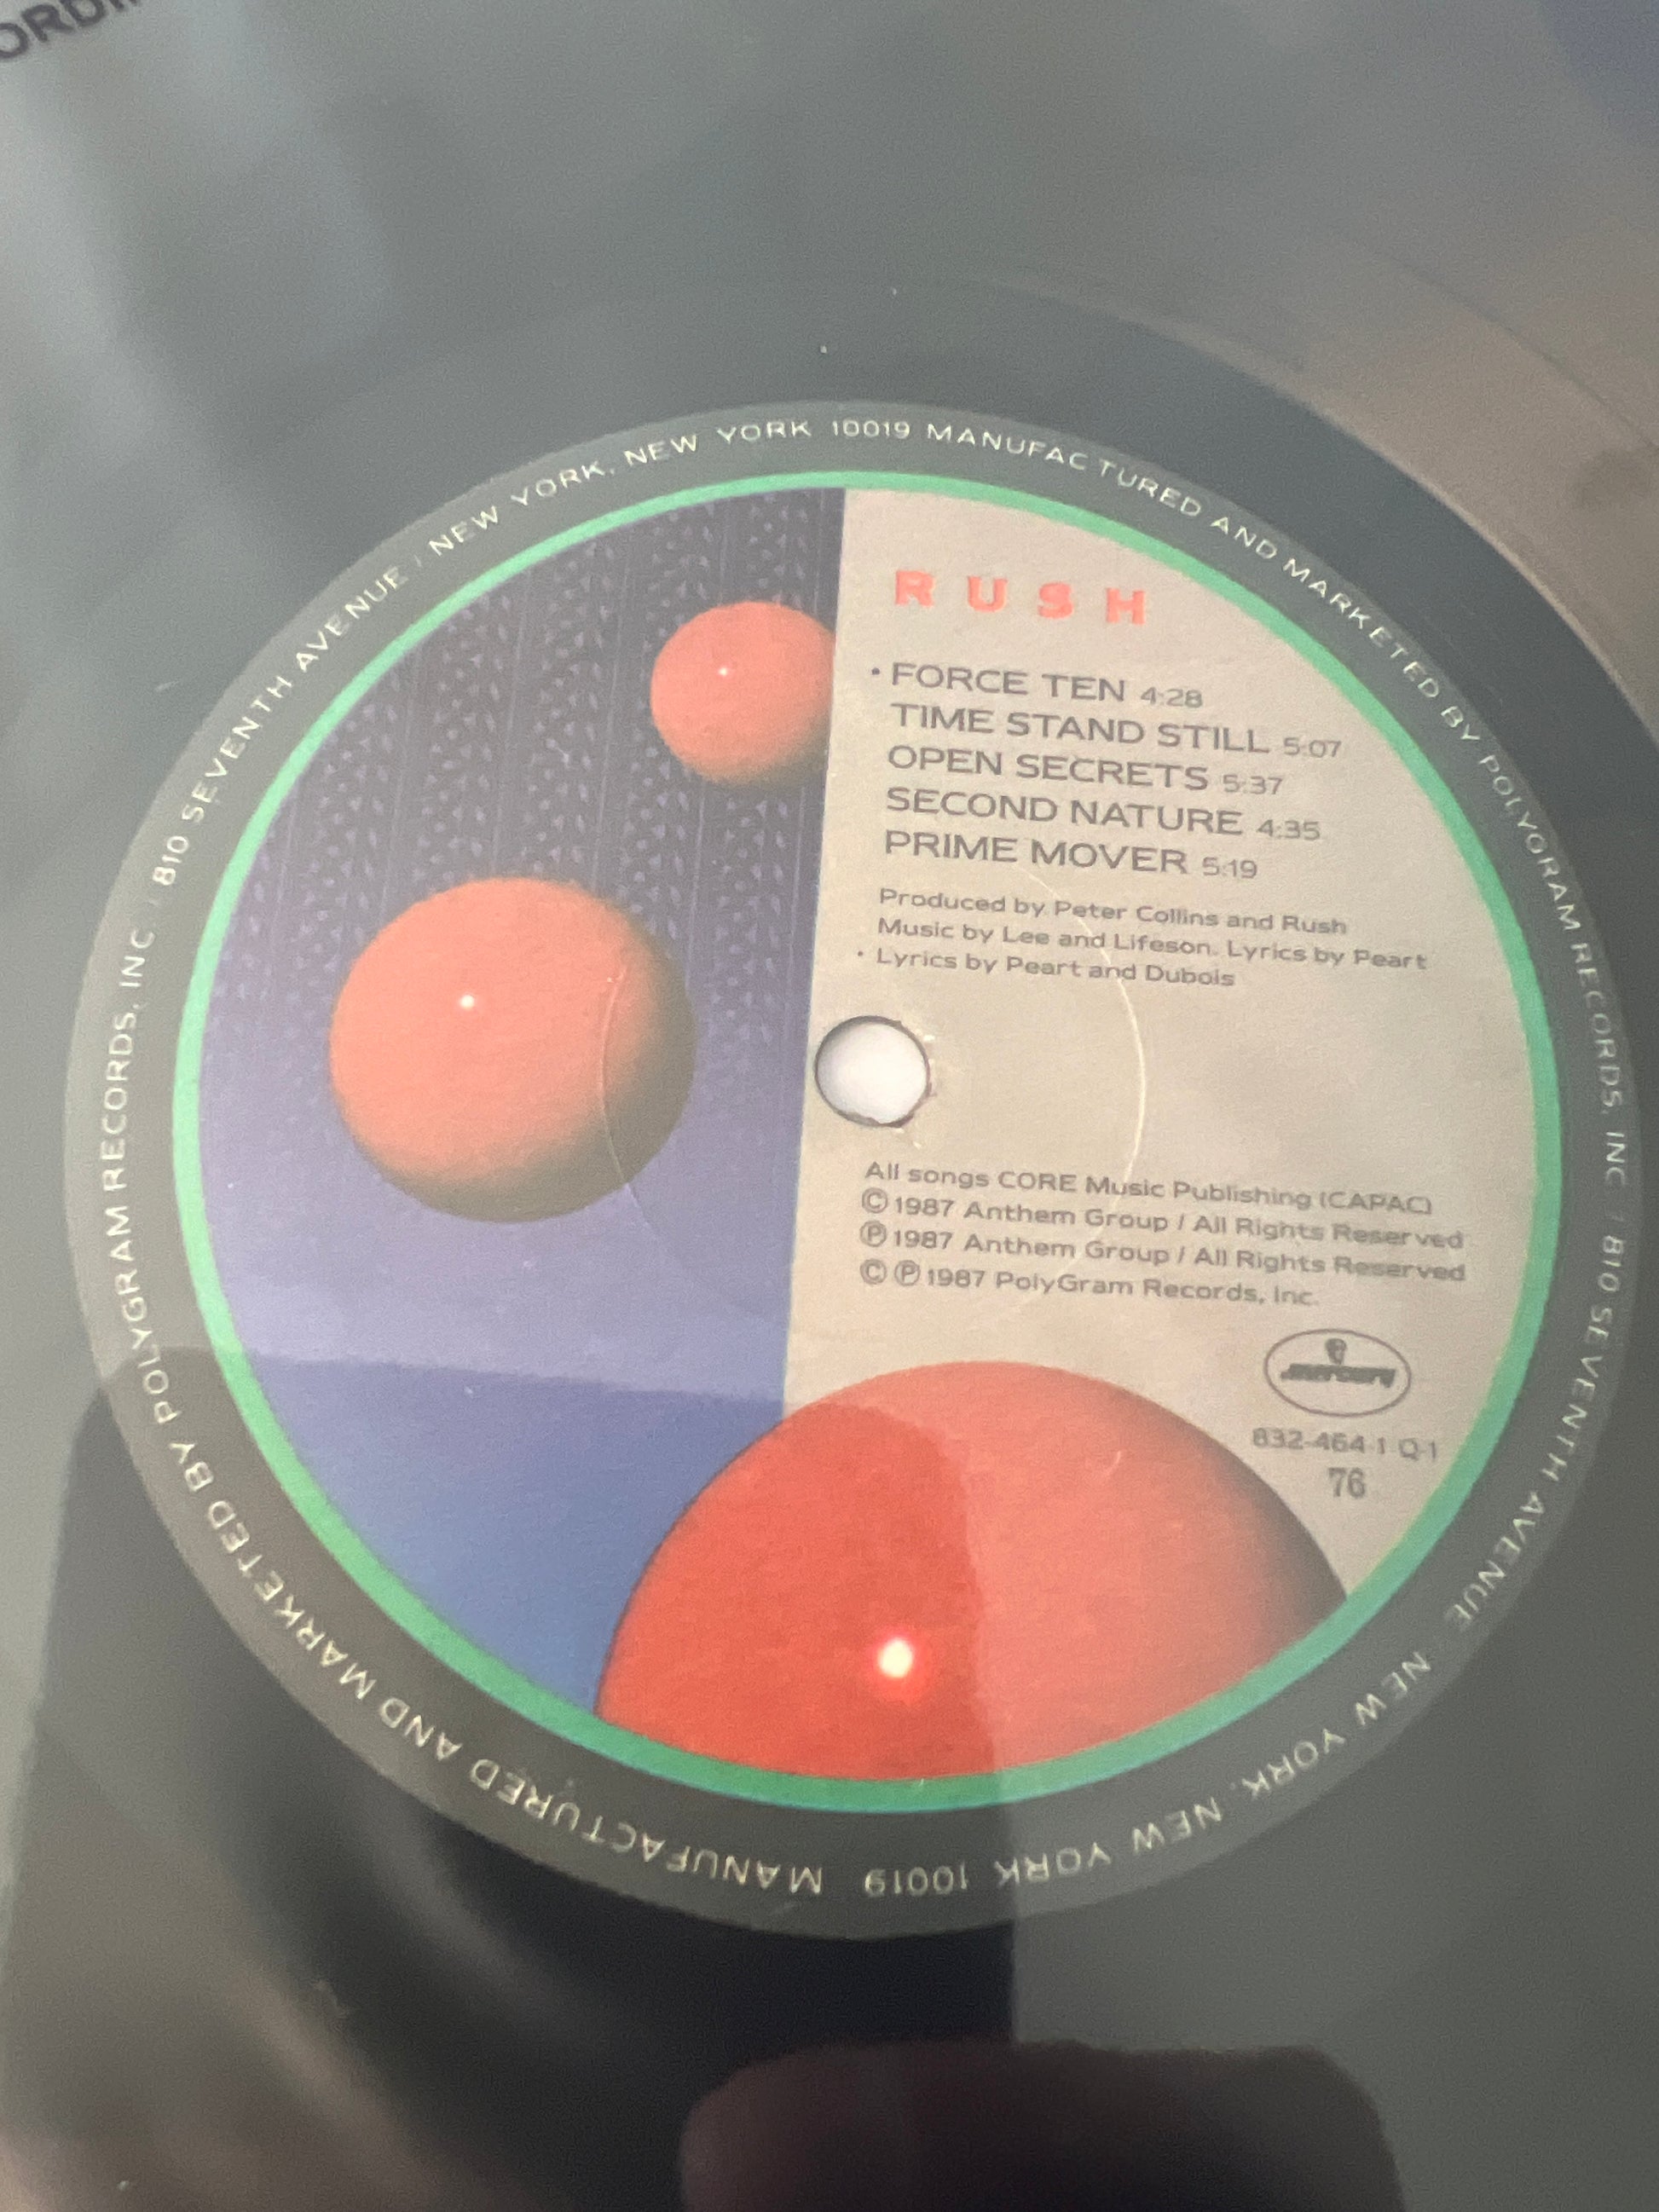 RUSH
· FORCE TEN 4:28
TIME STAND STILL 5:07
OPEN SECRETS 5:37
SECOND NATURE 4:35
PRIME MOVER 5:19
Produced by Peter Collins and Rush
Music by Lee and Lifeson. Lyrics by Peart
· Lyrics by Peart and Dubois
All songs CORE Music Publishing (CAPAC)
© 1987 Anthem Group / All Rights Reserved
℗ 1987 Anthem Group / All Rights Reserved
© ℗ 1987 PolyGram Records, Inc.
mercury
832-464-1 Q-1
76
MANUFACTURED AND MARKETED BY POLYGRAM RECORDS, INC / 810 SEVENTH AVENUE / NEW YORK, NEW YORK 10019
MANUFACTURED AND MARKETED BY POLYGRAM RECORDS, INC / 810 SEVENTH AVENUE / NEW YORK, NEW YORK 10019